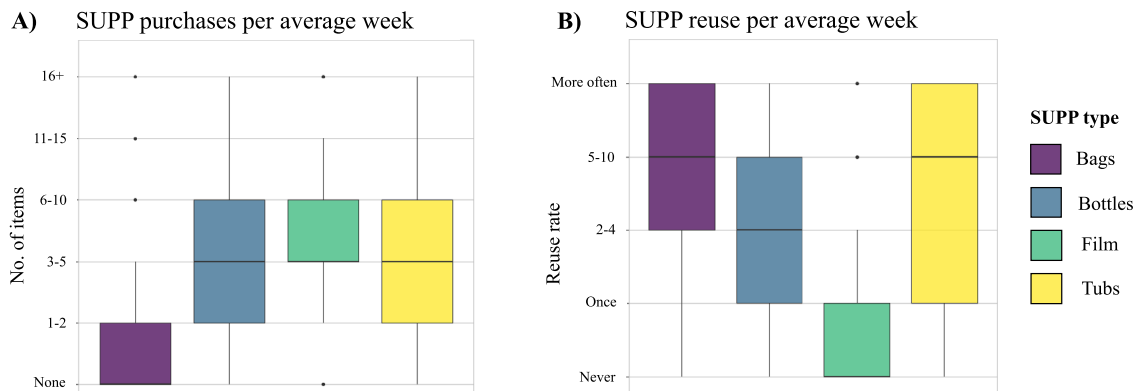 A) SUPP purchases per average week
16+
11-15
6-10
3-5
1-2
None
No. of items
B) SUPP reuse per average week
More often
5-10
2-4
Once
Never
Reuse rate
SUPP type
Bags
Bottles
Film
Tubs